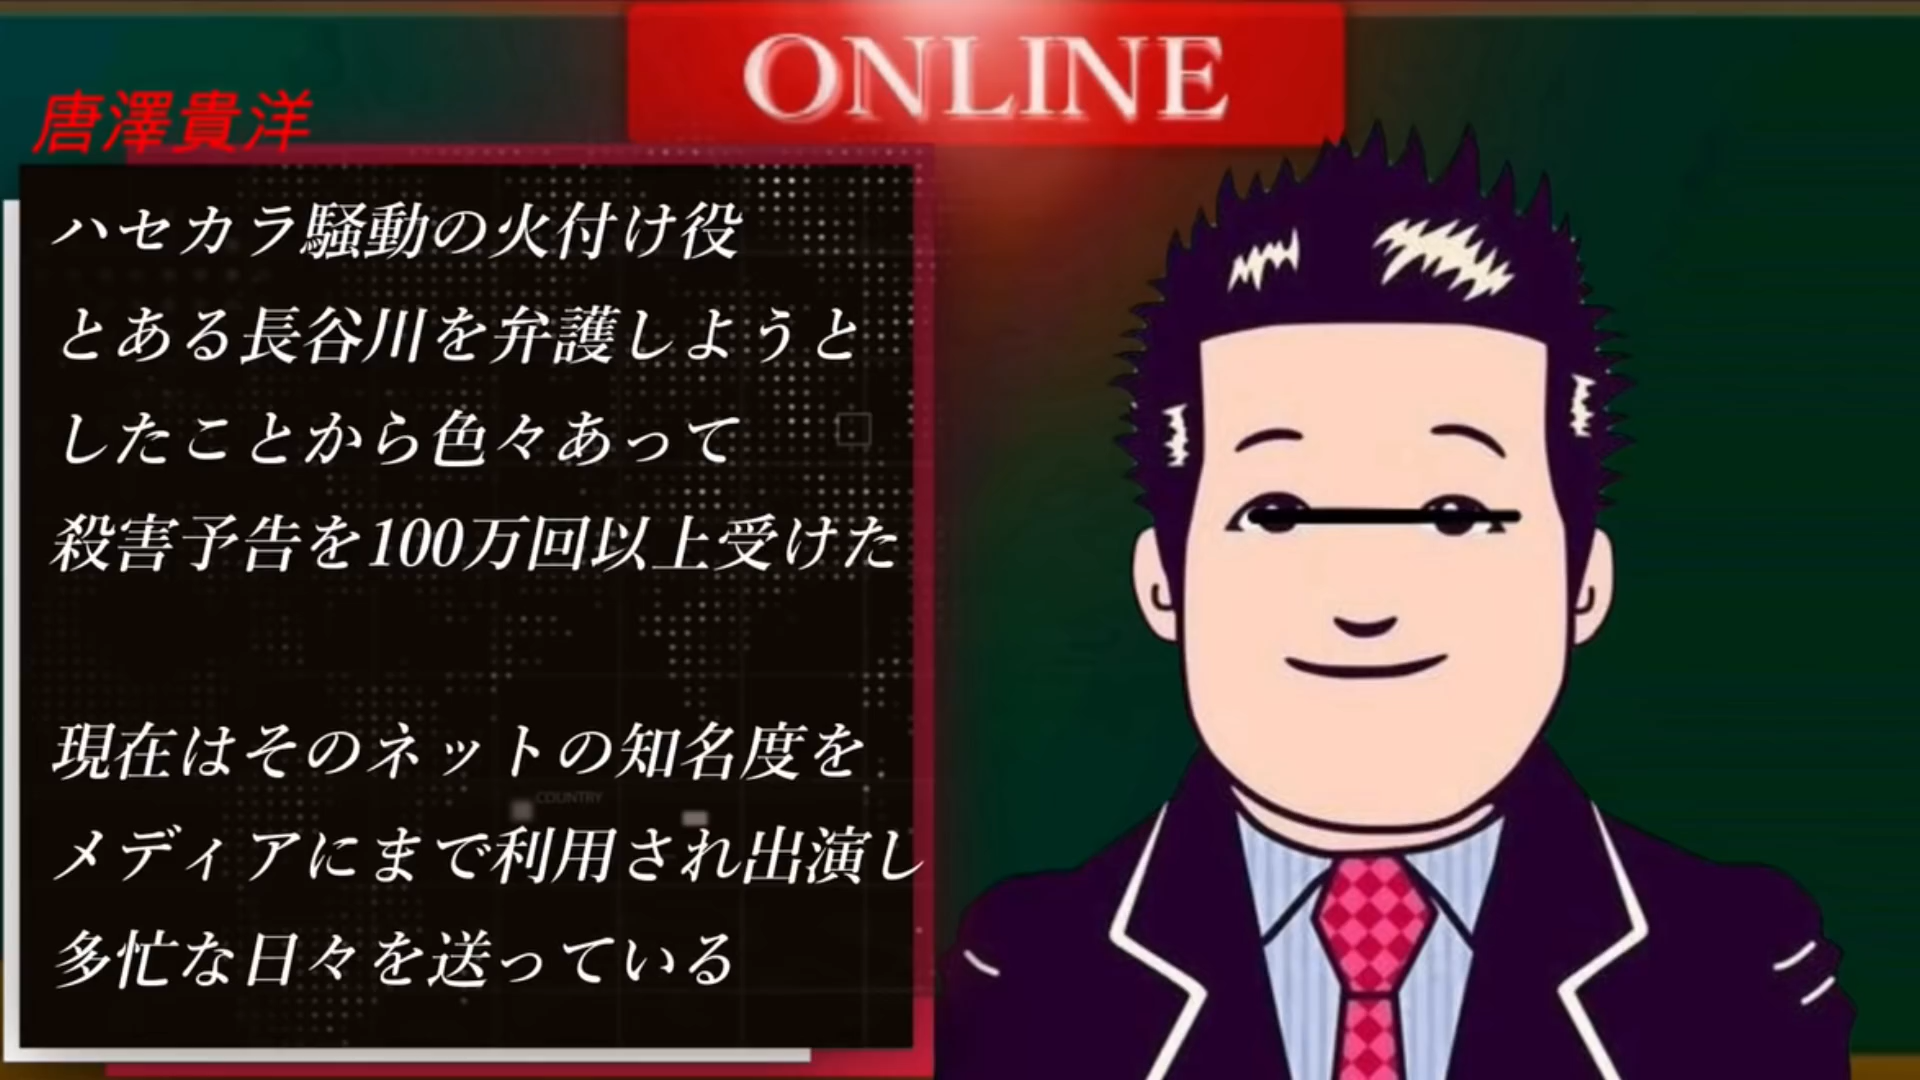 ONLINE
唐澤貴洋
ハセカラ騒動の火付け役
とある長谷川を弁護しようと
したことから色々あって
殺害予告を100万回以上受けた
現在はそのネットの知名度を
メディアにまで利用され出演し
多忙な日々を送っている
COUNTRY